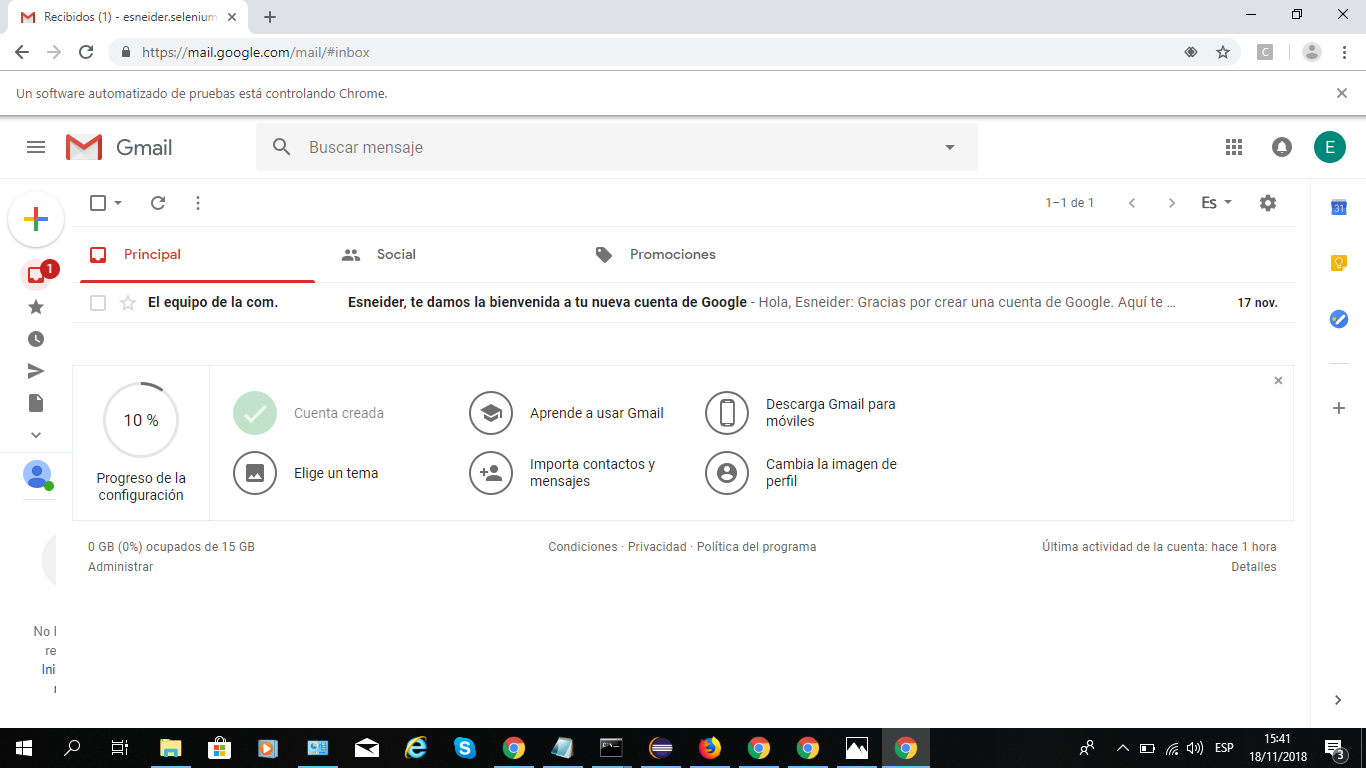 Recibidos (1) - esneider.selenium
https://mail.google.com/mail/#inbox
C
Un software automatizado de pruebas está controlando Chrome.
Gmail
Buscar mensaje
E
1–1 de 1
Es
31
Principal
Social
Promociones
1
El equipo de la com. Esneider, te damos la bienvenida a tu nueva cuenta de Google - Hola, Esneider: Gracias por crear una cuenta de Google. Aquí te … 17 nov.
10 %
Progreso de la
configuración
Cuenta creada
Aprende a usar Gmail
Descarga Gmail para
móviles
Elige un tema
Importa contactos y
mensajes
Cambia la imagen de
perfil
0 GB (0%) ocupados de 15 GB
Administrar
Condiciones · Privacidad · Política del programa
Última actividad de la cuenta: hace 1 hora
Detalles
No
re
Ini
ESP
15:41
18/11/2018
3